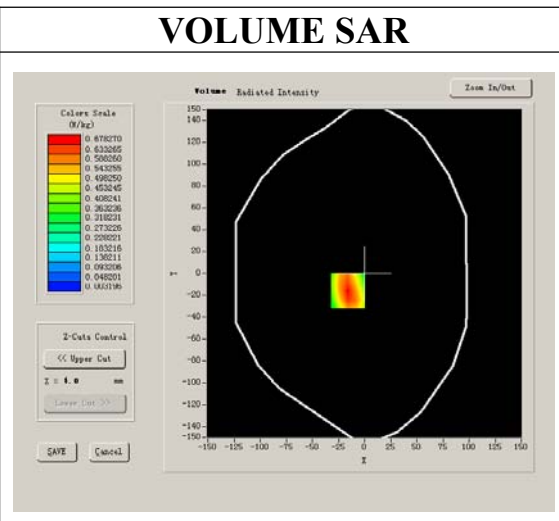 VOLUME SAR
Volume Radiated Intensity
Zoom In/Out
Colors Scale
(W/kg)
0.678270
0.633265
0.588260
0.543255
0.498250
0.453245
0.408241
0.363236
0.318231
0.273226
0.228221
0.183216
0.138211
0.093206
0.048201
0.003196
150
140
100
80
60
40
20
0
-20
-40
-60
-80
-100
-120
-140
-150
Y
-150 -125 -100 -75 -50 -25 0 25 50 75 100 125 150
X
Z-Cuts Control
<< Upper Cut
Z = 4.0 mm
Lower Cut >>
SAVE
Cancel